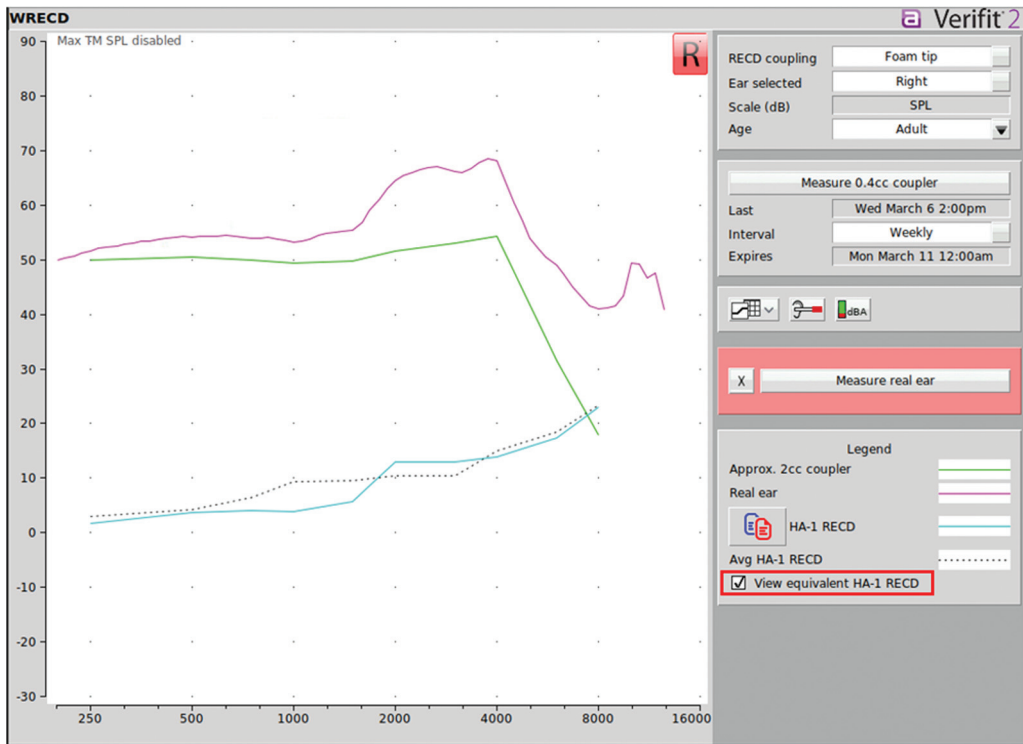 WRECD
a Verifit 2
Max TM SPL disabled
R
90
80
70
60
50
40
30
20
10
0
-10
-20
-30
250 500 1000 2000 4000 8000 16000
RECD coupling Foam tip
Ear selected Right
Scale (dB) SPL
Age Adult
Measure 0.4cc coupler
Last Wed March 6 2:00pm
Interval Weekly
Expires Mon March 11 12:00am
dBA
X Measure real ear
Legend
Approx. 2cc coupler
Real ear
HA-1 RECD
Avg HA-1 RECD
View equivalent HA-1 RECD